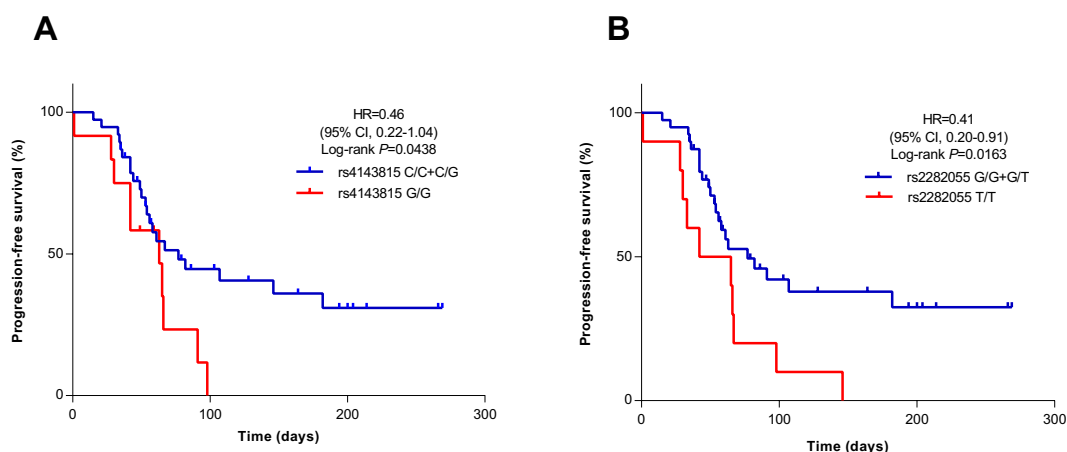 A
HR=0.46
(95% CI, 0.22-1.04)
Log-rank P=0.0438
rs4143815 C/C+C/G
rs4143815 G/G
Progression-free survival (%)
100
50
0
0 100 200 300
Time (days)
B
HR=0.41
(95% CI, 0.20-0.91)
Log-rank P=0.0163
rs2282055 G/G+G/T
rs2282055 T/T
Progression-free survival (%)
100
50
0
0 100 200 300
Time (days)